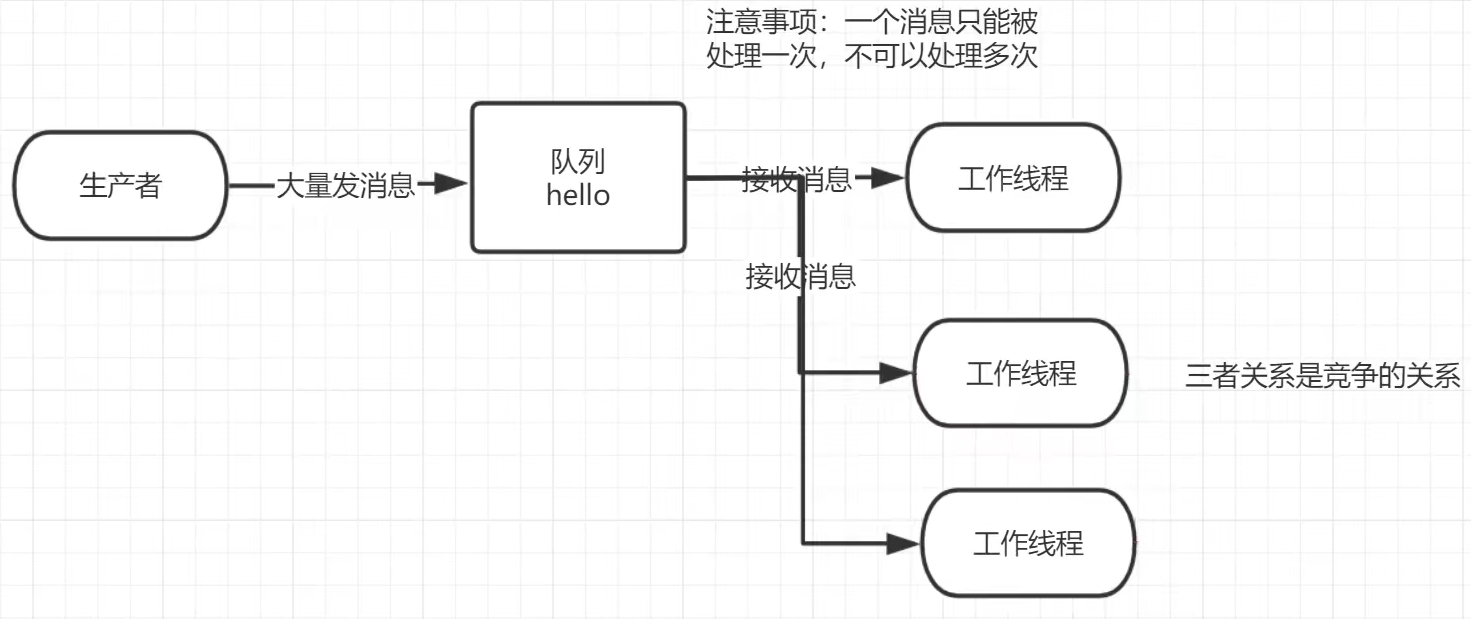 注意事项：一个消息只能被
处理一次，不可以处理多次
生产者
大量发消息
队列
hello
接收消息
工作线程
接收消息
工作线程
三者关系是竞争的关系
工作线程